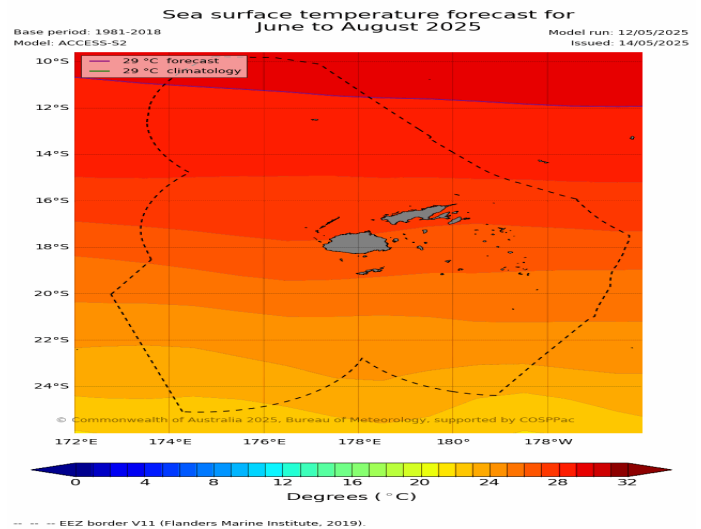 Sea surface temperature forecast for
June to August 2025
Base period: 1981-2018
Model: ACCESS-S2
Model run: 12/05/2025
Issued: 14/05/2025
29 °C forecast
29 °C climatology
10°S
12°S
14°S
16°S
18°S
20°S
22°S
24°S
© Commonwealth of Australia 2025, Bureau of Meteorology, supported by COSPPac
172°E 174°E 176°E 178°E 180° 178°W
0 4 8 12 16 20 24 28 32
Degrees (°C)
-- -- -- EEZ border V11 (Flanders Marine Institute, 2019).